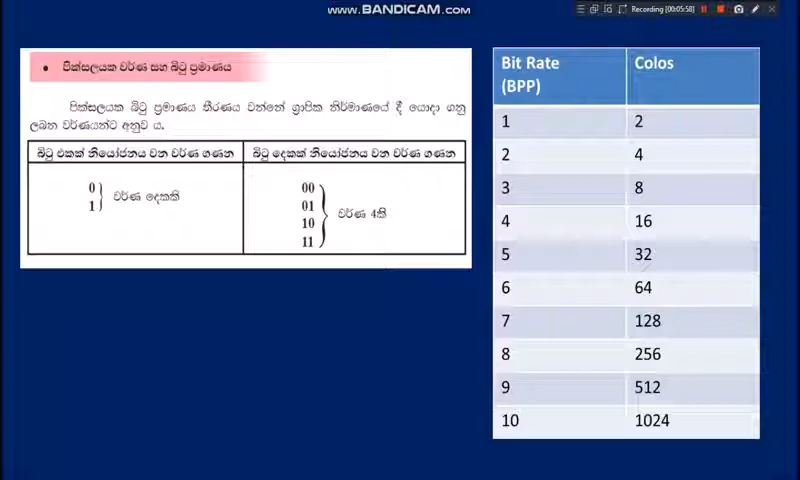 www.BANDICAM.com
Recording [00:05:58]
• පික්සලයක වර්ණ සහ බිටු ප්‍රමාණය
පික්සලයක බිටු ප්‍රමාණය තීරණය වන්නේ ග්‍රාපික නිර්මාණයේ දී යොදා ගනු
ලබන වර්ණයන්ට අනුව ය.
බිටු එකක් නියෝජනය වන වර්ණ ගණන බිටු දෙකක් නියෝජනය වන වර්ණ ගණන
0
1
වර්ණ දෙකකි
00
01
10
11
වර්ණ 4කි
Bit Rate (BPP) Colos
1 2
2 4
3 8
4 16
5 32
6 64
7 128
8 256
9 512
10 1024